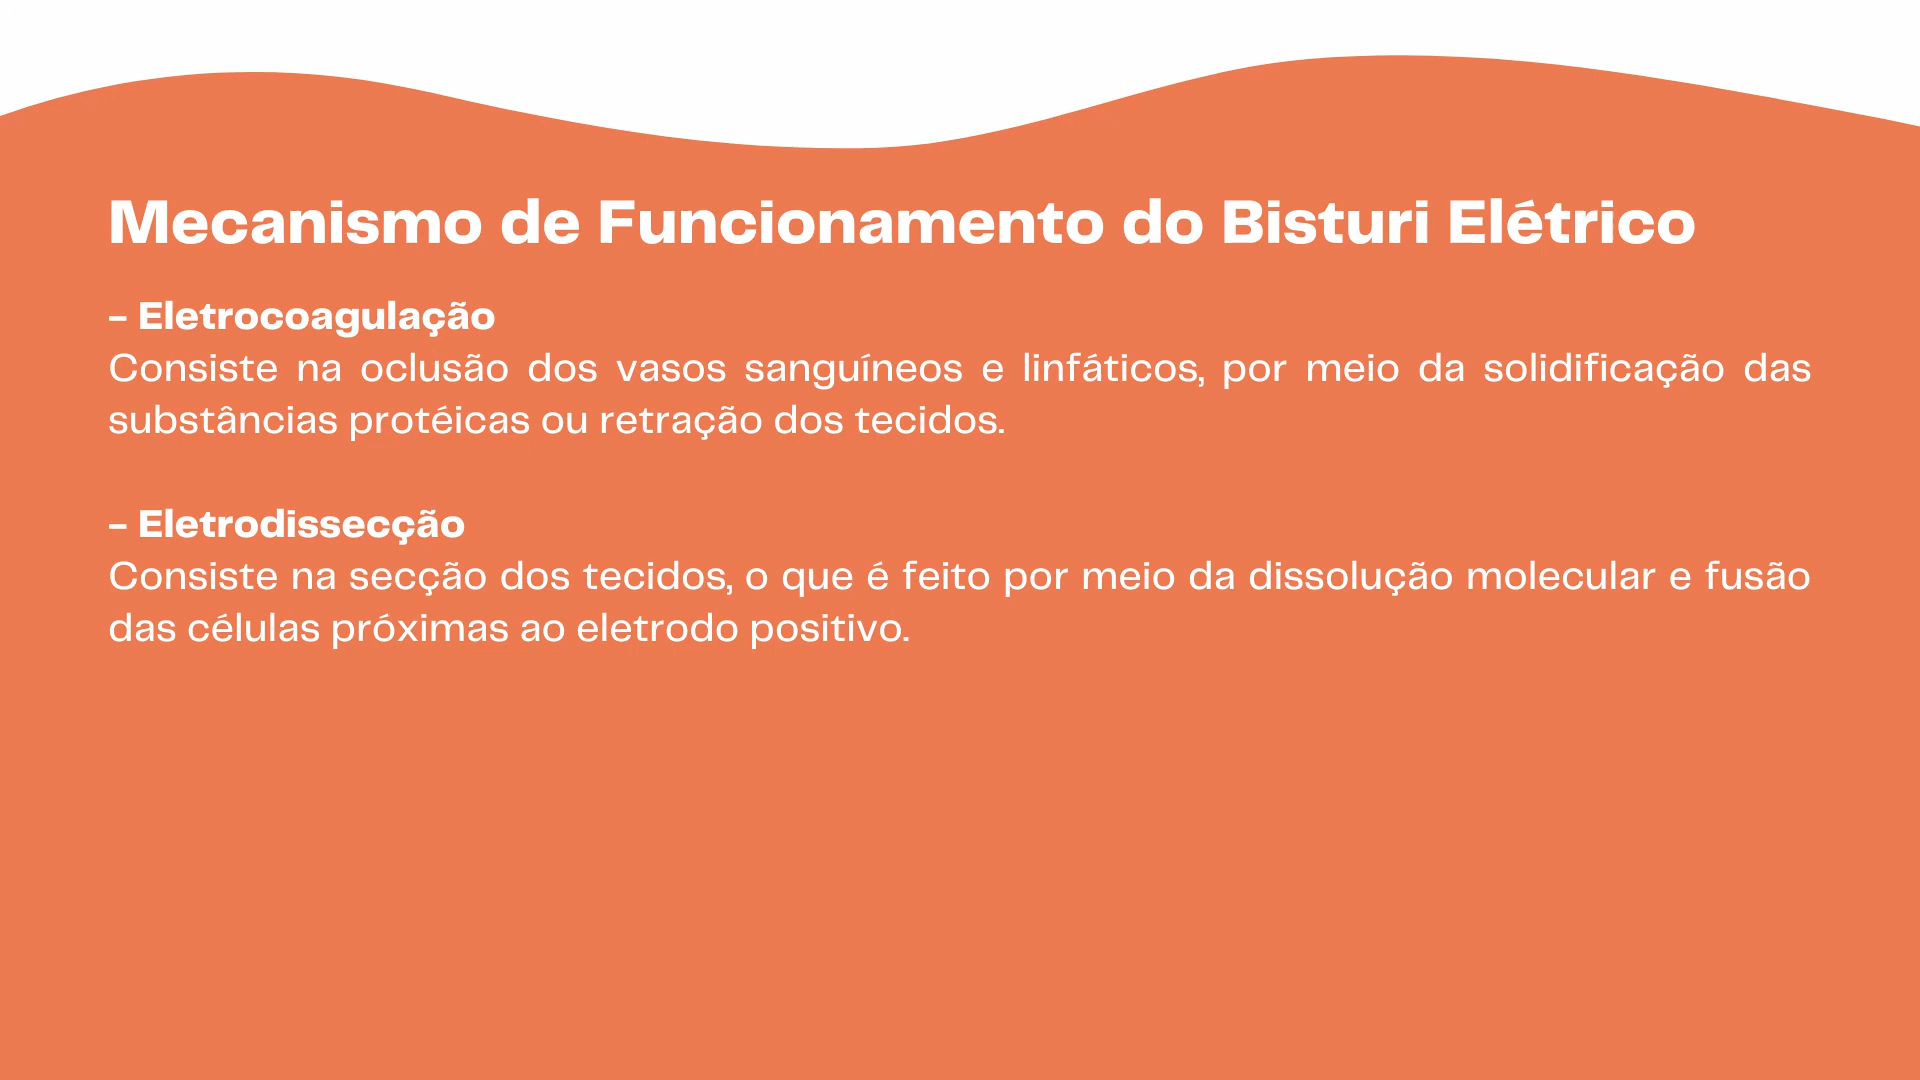 Mecanismo de Funcionamento do Bisturi Elétrico
– Eletrocoagulação
Consiste na oclusão dos vasos sanguíneos e linfáticos, por meio da solidificação das
substâncias protéicas ou retração dos tecidos.
– Eletrodissecção
Consiste na secção dos tecidos, o que é feito por meio da dissolução molecular e fusão
das células próximas ao eletrodo positivo.